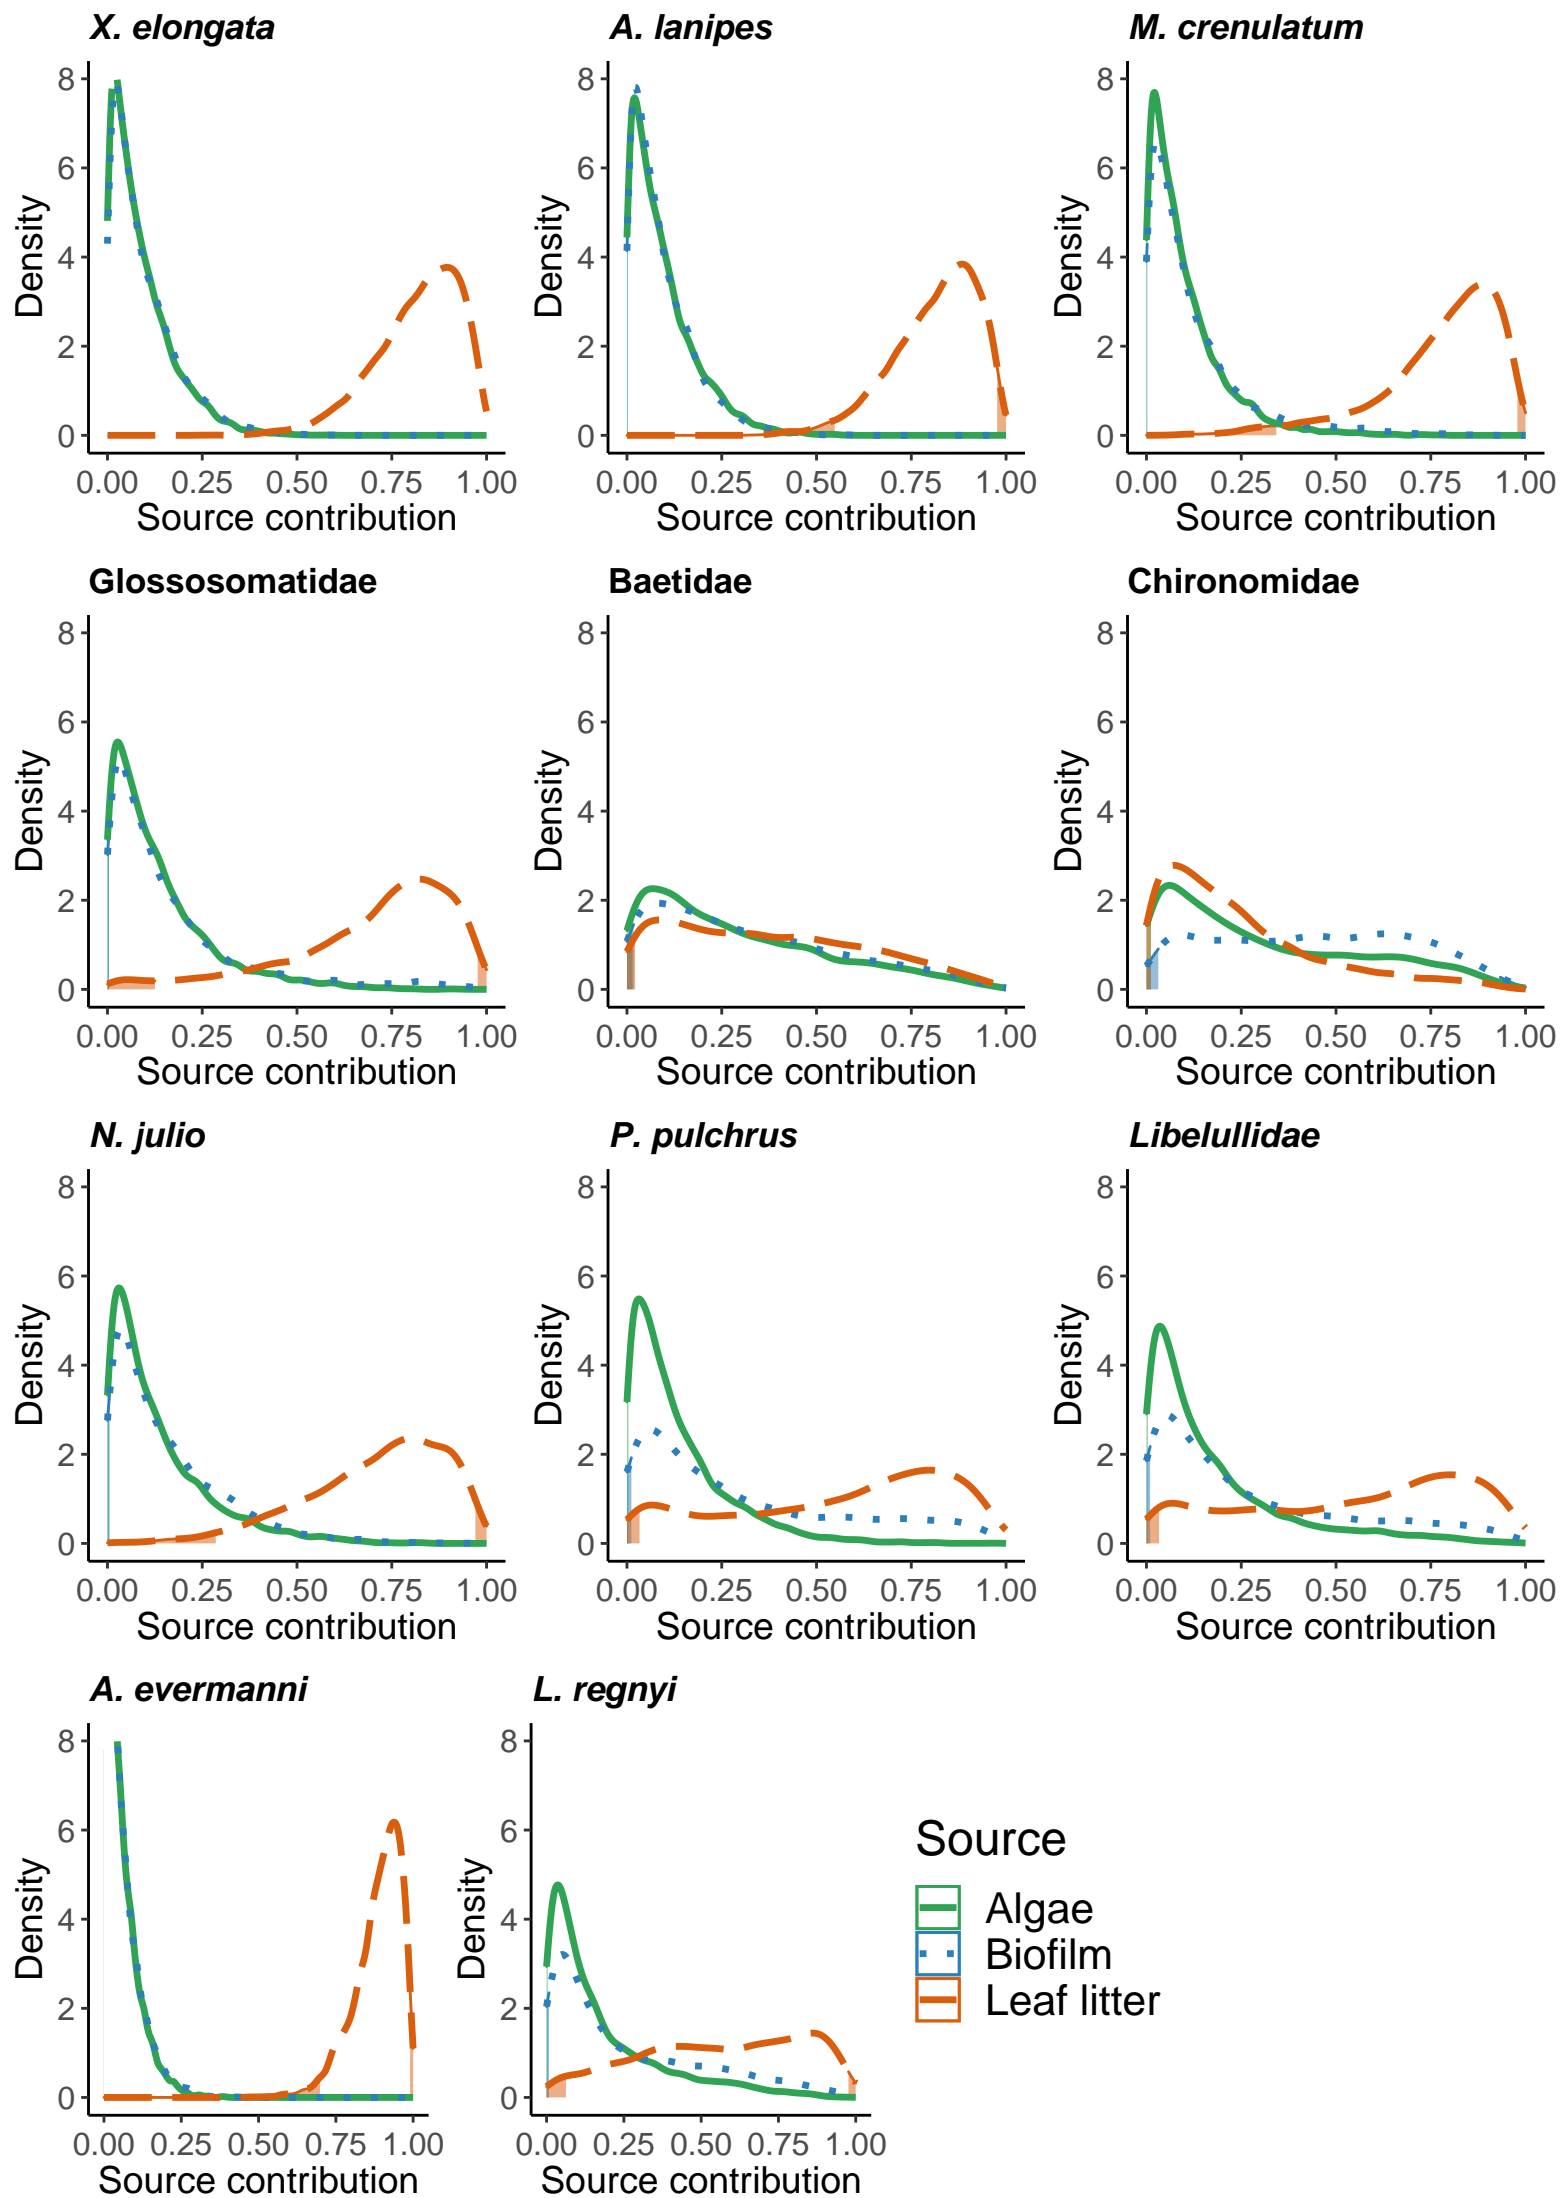 X. elongata
A. lanipes
M. crenulatum
8
6
4
2
0
Density
0.00 0.25 0.50 0.75 1.00
Source contribution
8
6
4
2
0
Density
0.00 0.25 0.50 0.75 1.00
Source contribution
8
6
4
2
0
Density
0.00 0.25 0.50 0.75 1.00
Source contribution
Glossosomatidae
Baetidae
Chironomidae
8
6
4
2
0
Density
0.00 0.25 0.50 0.75 1.00
Source contribution
8
6
4
2
0
Density
0.00 0.25 0.50 0.75 1.00
Source contribution
8
6
4
2
0
Density
0.00 0.25 0.50 0.75 1.00
Source contribution
N. julio
P. pulchrus
Libelullidae
8
6
4
2
0
Density
0.00 0.25 0.50 0.75 1.00
Source contribution
8
6
4
2
0
Density
0.00 0.25 0.50 0.75 1.00
Source contribution
8
6
4
2
0
Density
0.00 0.25 0.50 0.75 1.00
Source contribution
A. evermanni
L. regnyi
8
6
4
2
0
Density
0.00 0.25 0.50 0.75 1.00
Source contribution
8
6
4
2
0
Density
0.00 0.25 0.50 0.75 1.00
Source contribution
Source
Algae
Biofilm
Leaf litter